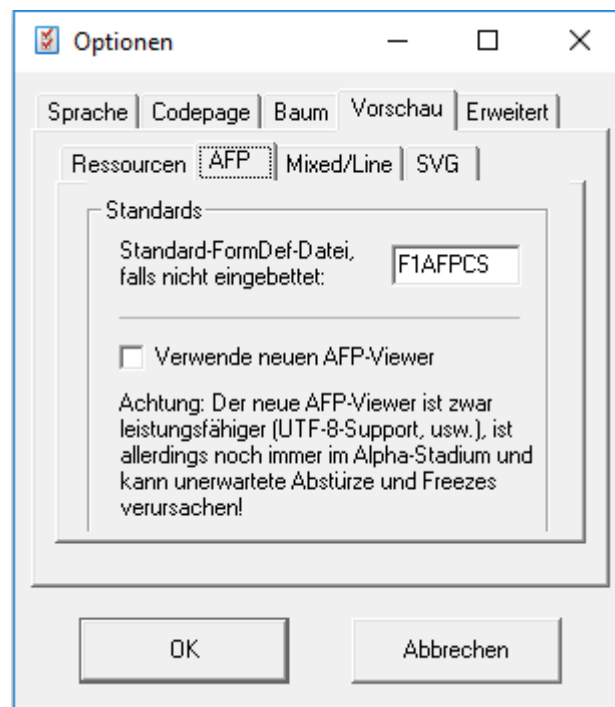 Optionen
Sprache Codepage Baum Vorschau Erweitert
Ressourcen AFP Mixed/Line SVG
Standards
Standard-FormDef-Datei,
falls nicht eingebettet:
F1AFPCS
Verwende neuen AFP-Viewer
Achtung: Der neue AFP-Viewer ist zwar
leistungsfähiger (UTF-8-Support, usw.), ist
allerdings noch immer im Alpha-Stadium und
kann unerwartete Abstürze und Freezes
verursachen!
OK Abbrechen